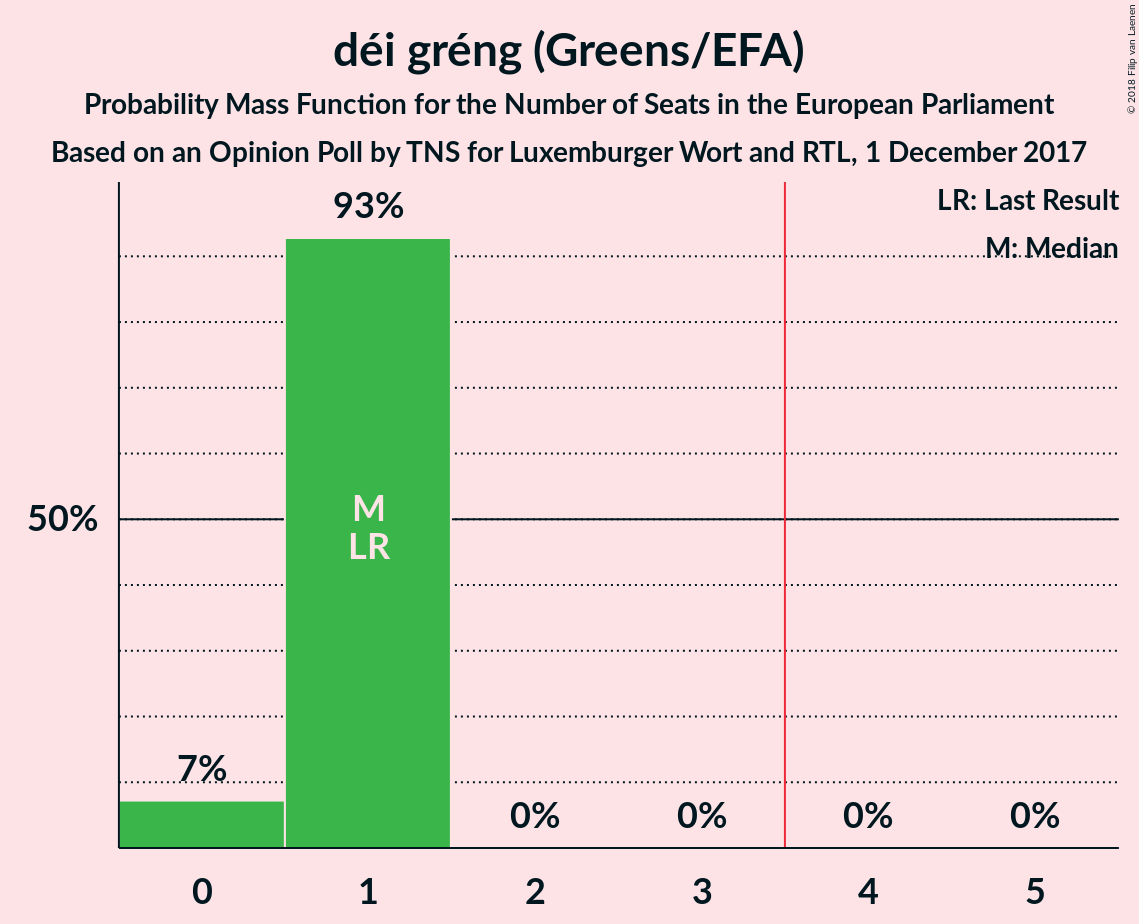 déi gréng (Greens/EFA)
Probability Mass Function for the Number of Seats in the European Parliament
Based on an Opinion Poll by TNS for Luxemburger Wort and RTL, 1 December 2017
© 2018 Filip van Laenen
LR: Last Result
M: Median
93%
50%
M
LR
7%
0%
0%
0%
0%
0
1
2
3
4
5